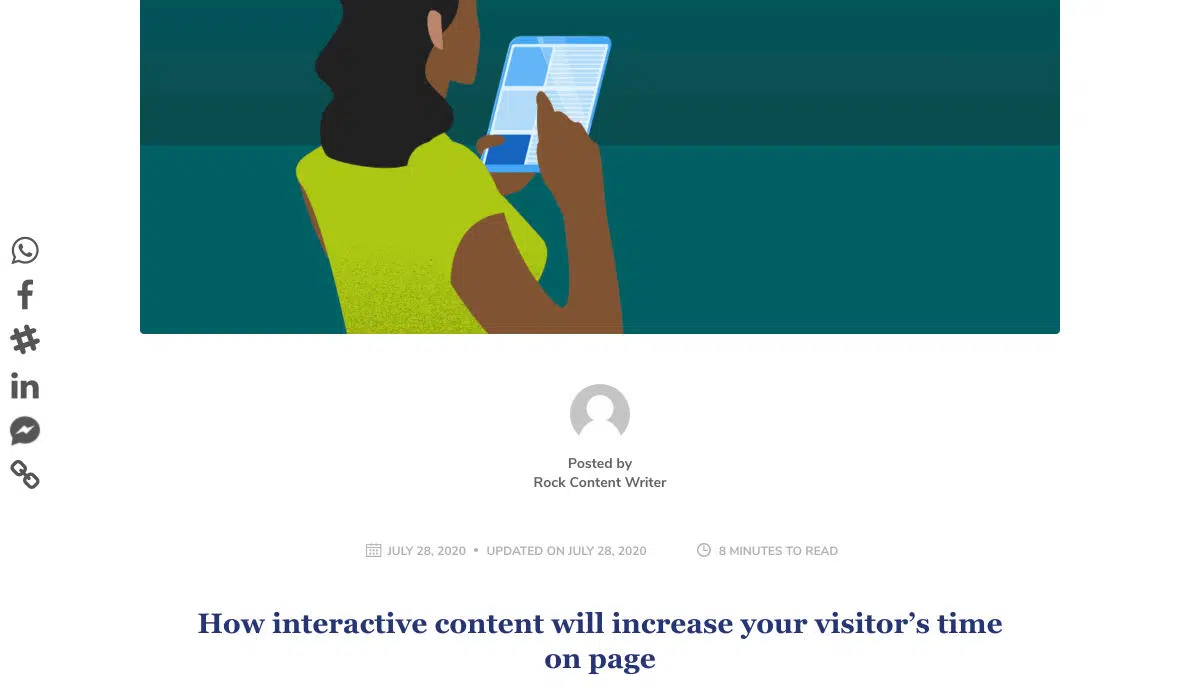 Posted by
Rock Content Writer
JULY 28, 2020 • UPDATED ON JULY 28, 2020 8 MINUTES TO READ
How interactive content will increase your visitor’s time
on page